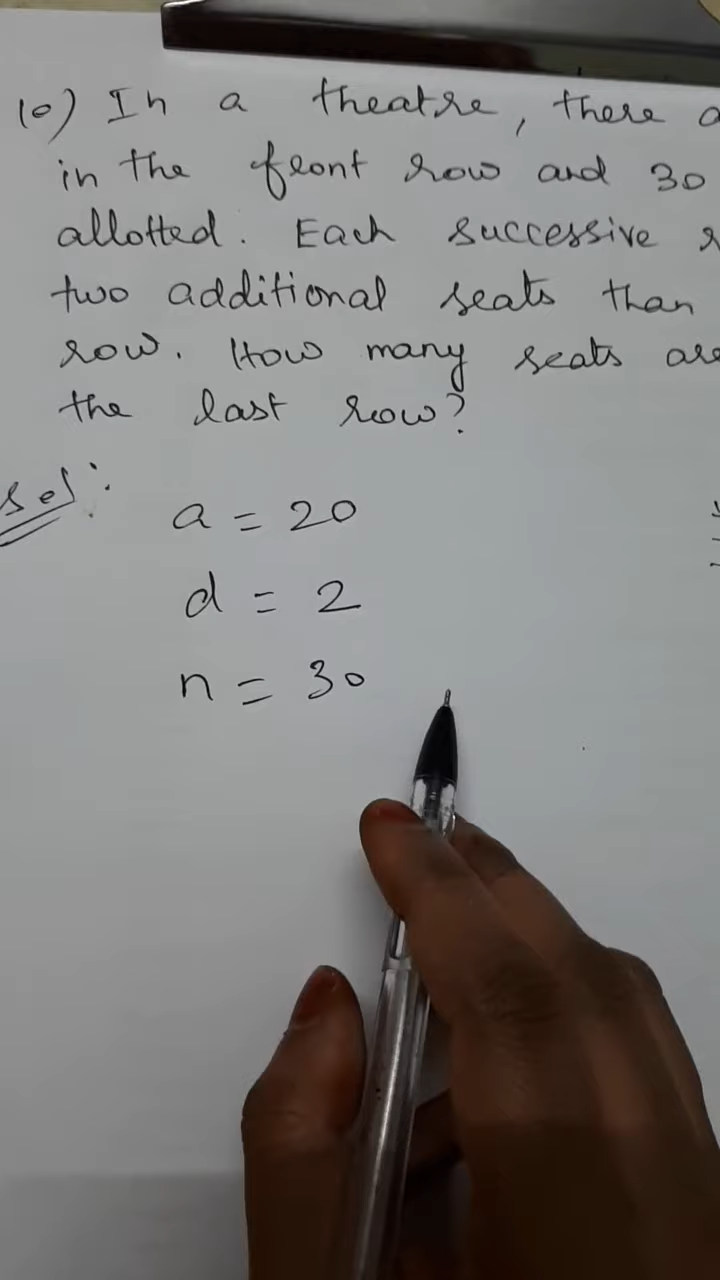 10) In a theatre, there
in the front row and 30
allotted. Each successive
two additional seats than
row. How many seats are
the last row?
Sol:
a = 20
d = 2
n = 30